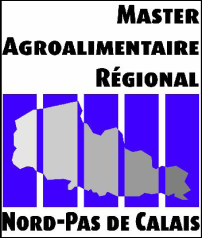 Master
Agroalimentaire
Régional
Nord-Pas de Calais